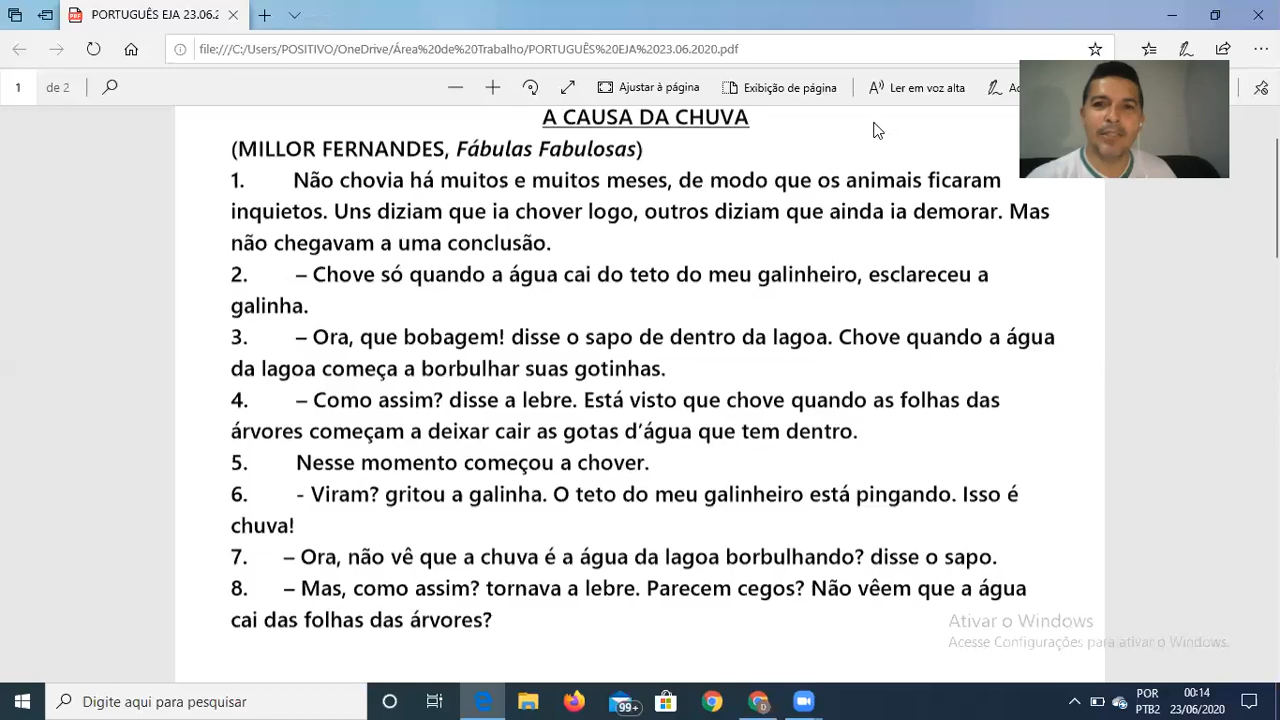 PORTUGUÊS EJA 23.06.2
file:///C:/Users/POSITIVO/OneDrive/Área%20de%20Trabalho/PORTUGUÊS%20EJA%2023.06.2020.pdf
1 de 2 Ajustar à página Exibição de página Ler em voz alta
A CAUSA DA CHUVA
(MILLOR FERNANDES, Fábulas Fabulosas)
1. Não chovia há muitos e muitos meses, de modo que os animais ficaram
inquietos. Uns diziam que ia chover logo, outros diziam que ainda ia demorar. Mas
não chegavam a uma conclusão.
2. – Chove só quando a água cai do teto do meu galinheiro, esclareceu a
galinha.
3. – Ora, que bobagem! disse o sapo de dentro da lagoa. Chove quando a água
da lagoa começa a borbulhar suas gotinhas.
4. – Como assim? disse a lebre. Está visto que chove quando as folhas das
árvores começam a deixar cair as gotas d’água que tem dentro.
5. Nesse momento começou a chover.
6. - Viram? gritou a galinha. O teto do meu galinheiro está pingando. Isso é
chuva!
7. – Ora, não vê que a chuva é a água da lagoa borbulhando? disse o sapo.
8. – Mas, como assim? tornava a lebre. Parecem cegos? Não vêem que a água
cai das folhas das árvores?
Ativar o Windows
Acesse Configurações para ativar o Windows.
Digite aqui para pesquisar
99+
POR
PTB2
00:14
23/06/2020